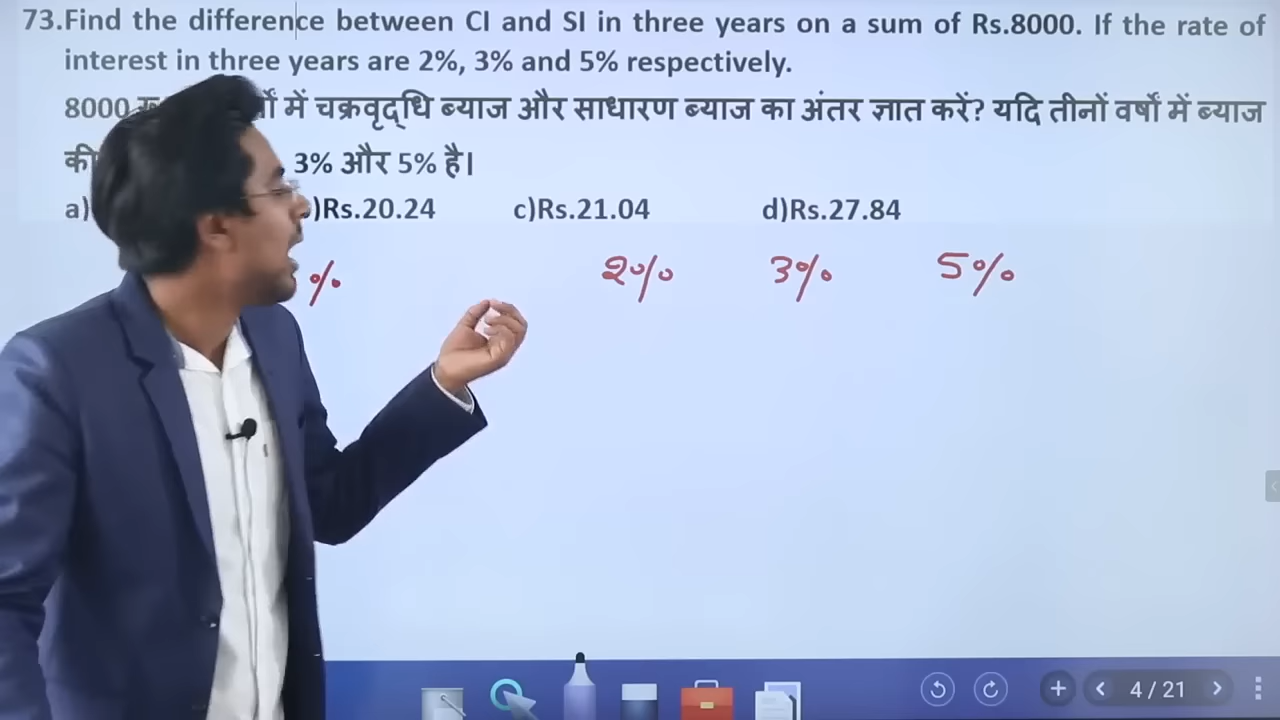 73.Find the difference between CI and SI in three years on a sum of Rs.8000. If the rate of
interest in three years are 2%, 3% and 5% respectively.
8000 में चक्रवृद्धि ब्याज और साधारण ब्याज का अंतर ज्ञात करें? यदि तीनों वर्षों में ब्याज
की 3% और 5% है।
a) )Rs.20.24 c)Rs.21.04 d)Rs.27.84
% 2% 3% 5%
4 / 21